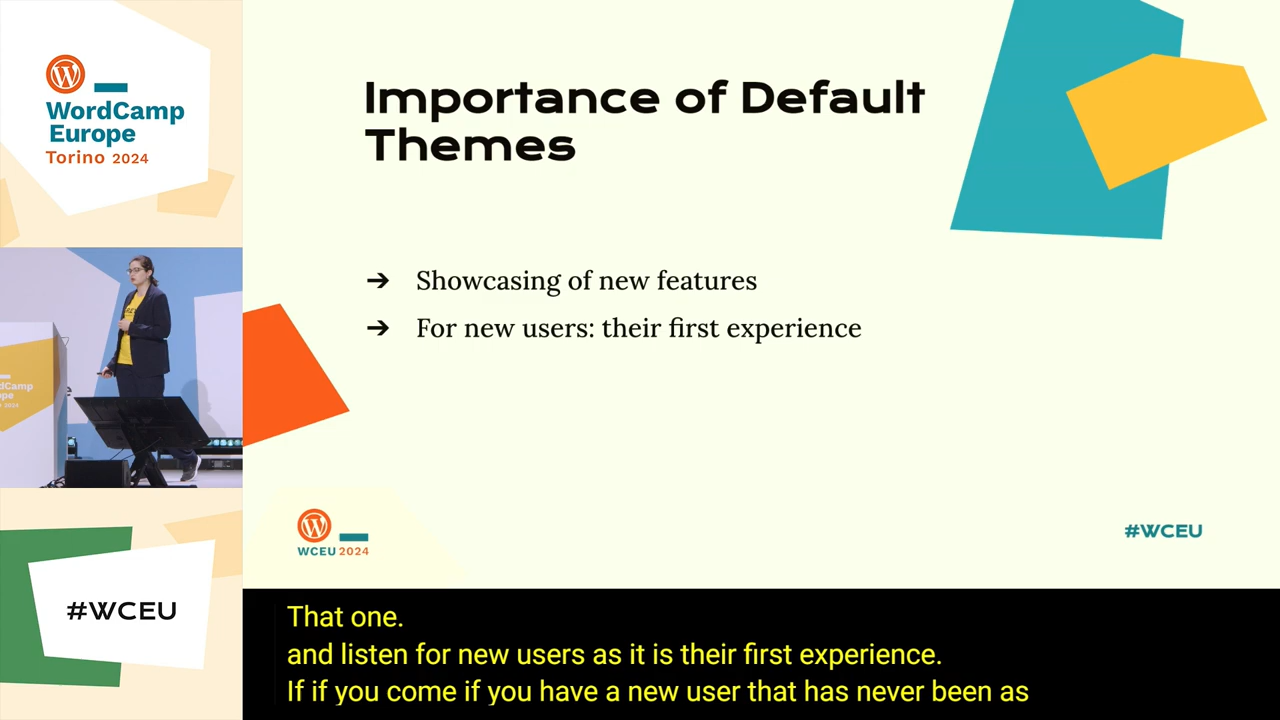 WordCamp
Europe
Torino 2024
Importance of Default
Themes
➔ Showcasing of new features
➔ For new users: their first experience
dCamp
WCEU 2024
#WCEU
#WCEU
That one.
and listen for new users as it is their first experience.
If if you come if you have a new user that has never been as